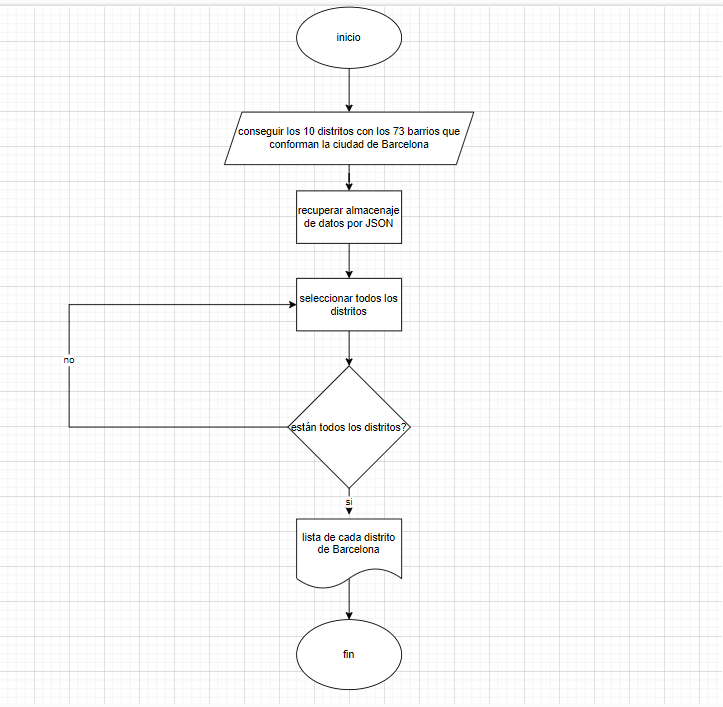 inicio
conseguir los 10 distritos con los 73 barrios que
conforman la ciudad de Barcelona
recuperar almacenaje
de datos por JSON
seleccionar todos los
distritos
no
están todos los distritos?
si
lista de cada distrito
de Barcelona
fin